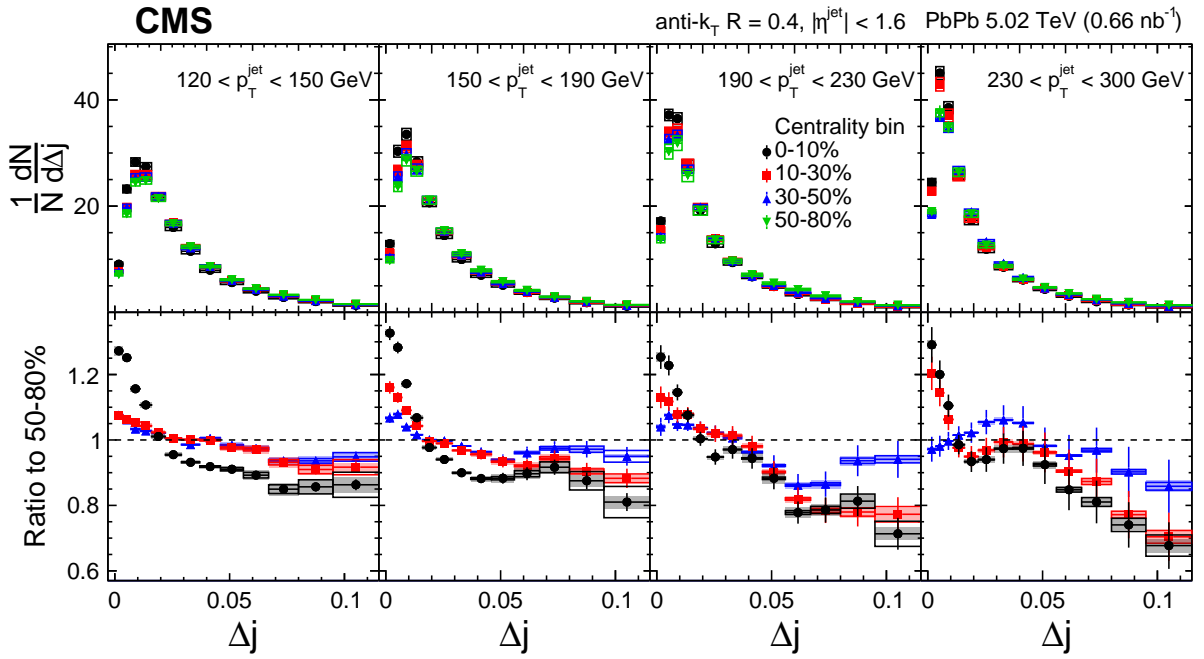 CMS
anti-k_T R = 0.4, |η^jet| < 1.6
PbPb 5.02 TeV (0.66 nb⁻¹)
120 < p_T^jet < 150 GeV
150 < p_T^jet < 190 GeV
190 < p_T^jet < 230 GeV
230 < p_T^jet < 300 GeV
Centrality bin
0-10%
10-30%
30-50%
50-80%
1/N dN/dΔj
40
20
Ratio to 50-80%
1.2
1
0.8
0.6
0 0.05 0.1
0 0.05 0.1
0 0.05 0.1
0 0.05 0.1
Δj
Δj
Δj
Δj